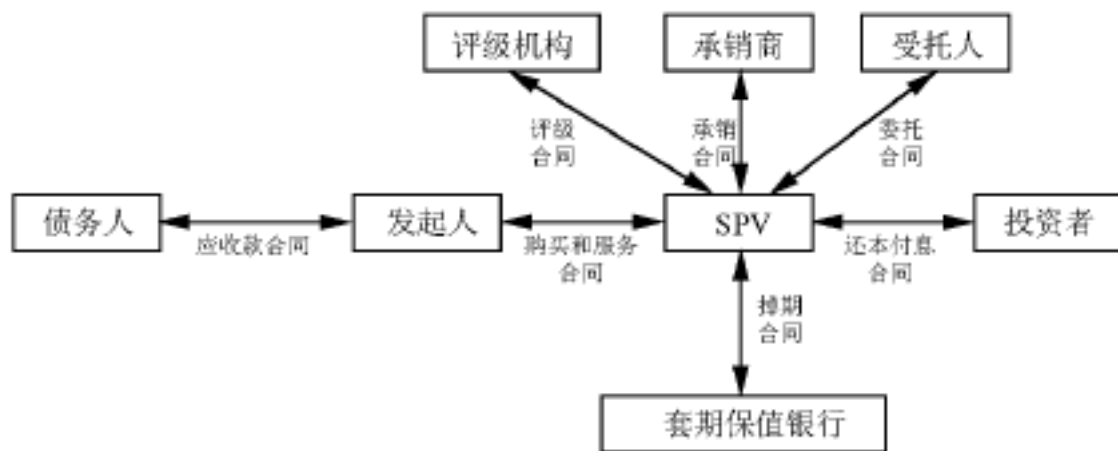 评级机构
承销商
受托人
评级
合同
承销
合同
委托
合同
债务人
发起人
SPV
投资者
应收款合同
购买和服务
合同
还本付息
合同
掉期
合同
套期保值银行